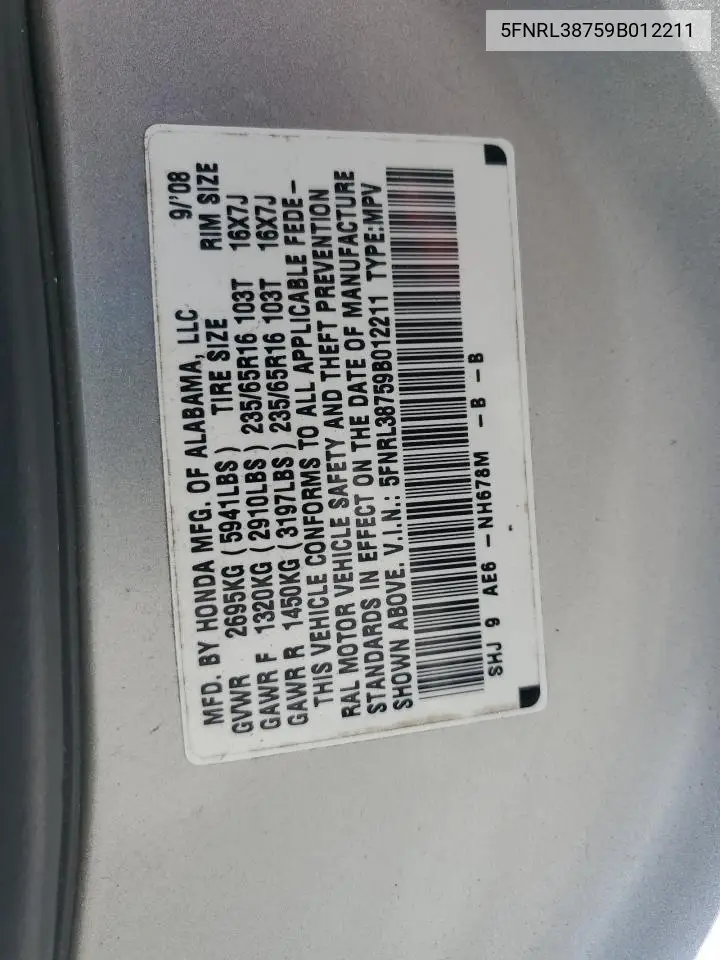 5FNRL38759B012211
MFD. BY HONDA MFG. OF ALABAMA, LLC 9/'08
GVWR 2695KG (5941LBS) TIRE SIZE RIM SIZE
GAWR F 1320KG (2910LBS) 235/65R16 103T 16X7J
GAWR R 1450KG (3197LBS) 235/65R16 103T 16X7J
THIS VEHICLE CONFORMS TO ALL APPLICABLE FEDE-
RAL MOTOR VEHICLE SAFETY AND THEFT PREVENTION
STANDARDS IN EFFECT ON THE DATE OF MANUFACTURE
SHOWN ABOVE. V.I.N.: 5FNRL38759B012211 TYPE:MPV
SHJ 9 AE6 -NH678M -B -B